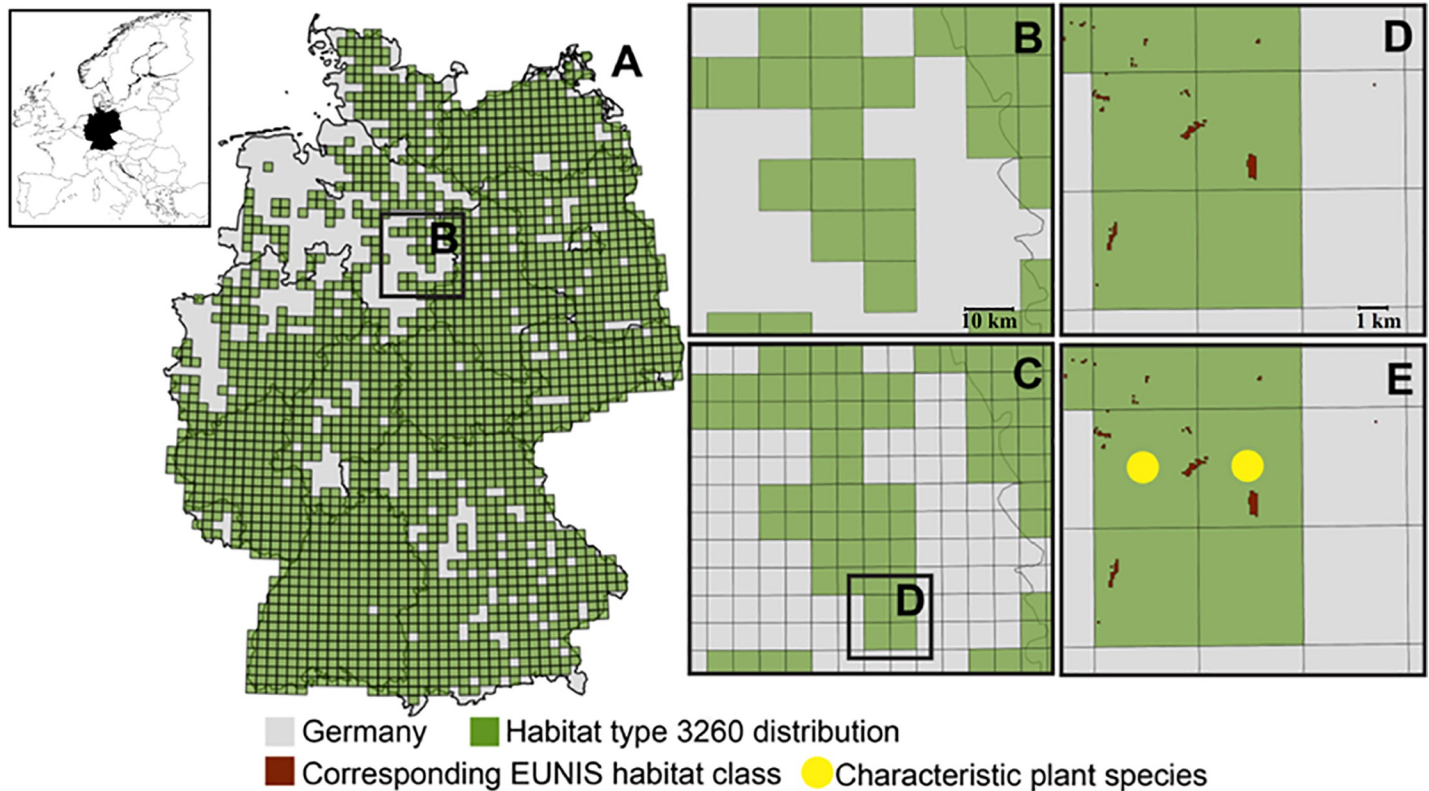 A
B
B
10 km
D
1 km
C
D
E
Germany
Habitat type 3260 distribution
Corresponding EUNIS habitat class
Characteristic plant species